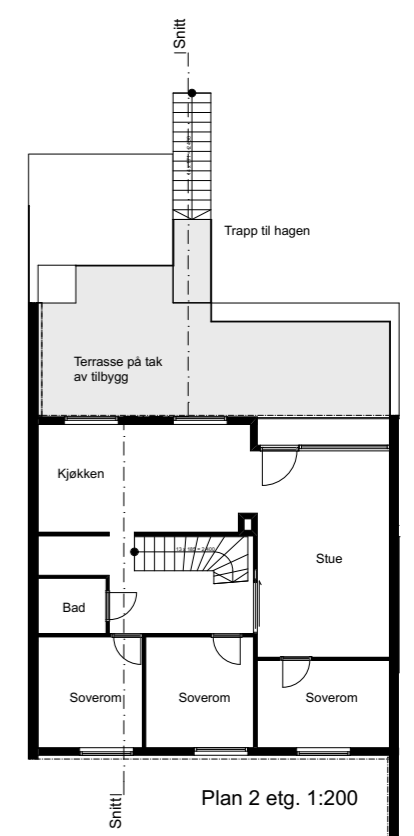 |Snitt
Trapp til hagen
Terrasse på tak
av tilbygg
Kjøkken
Stue
Bad
Soverom
Soverom
Soverom
Snitt|
Plan 2 etg. 1:200